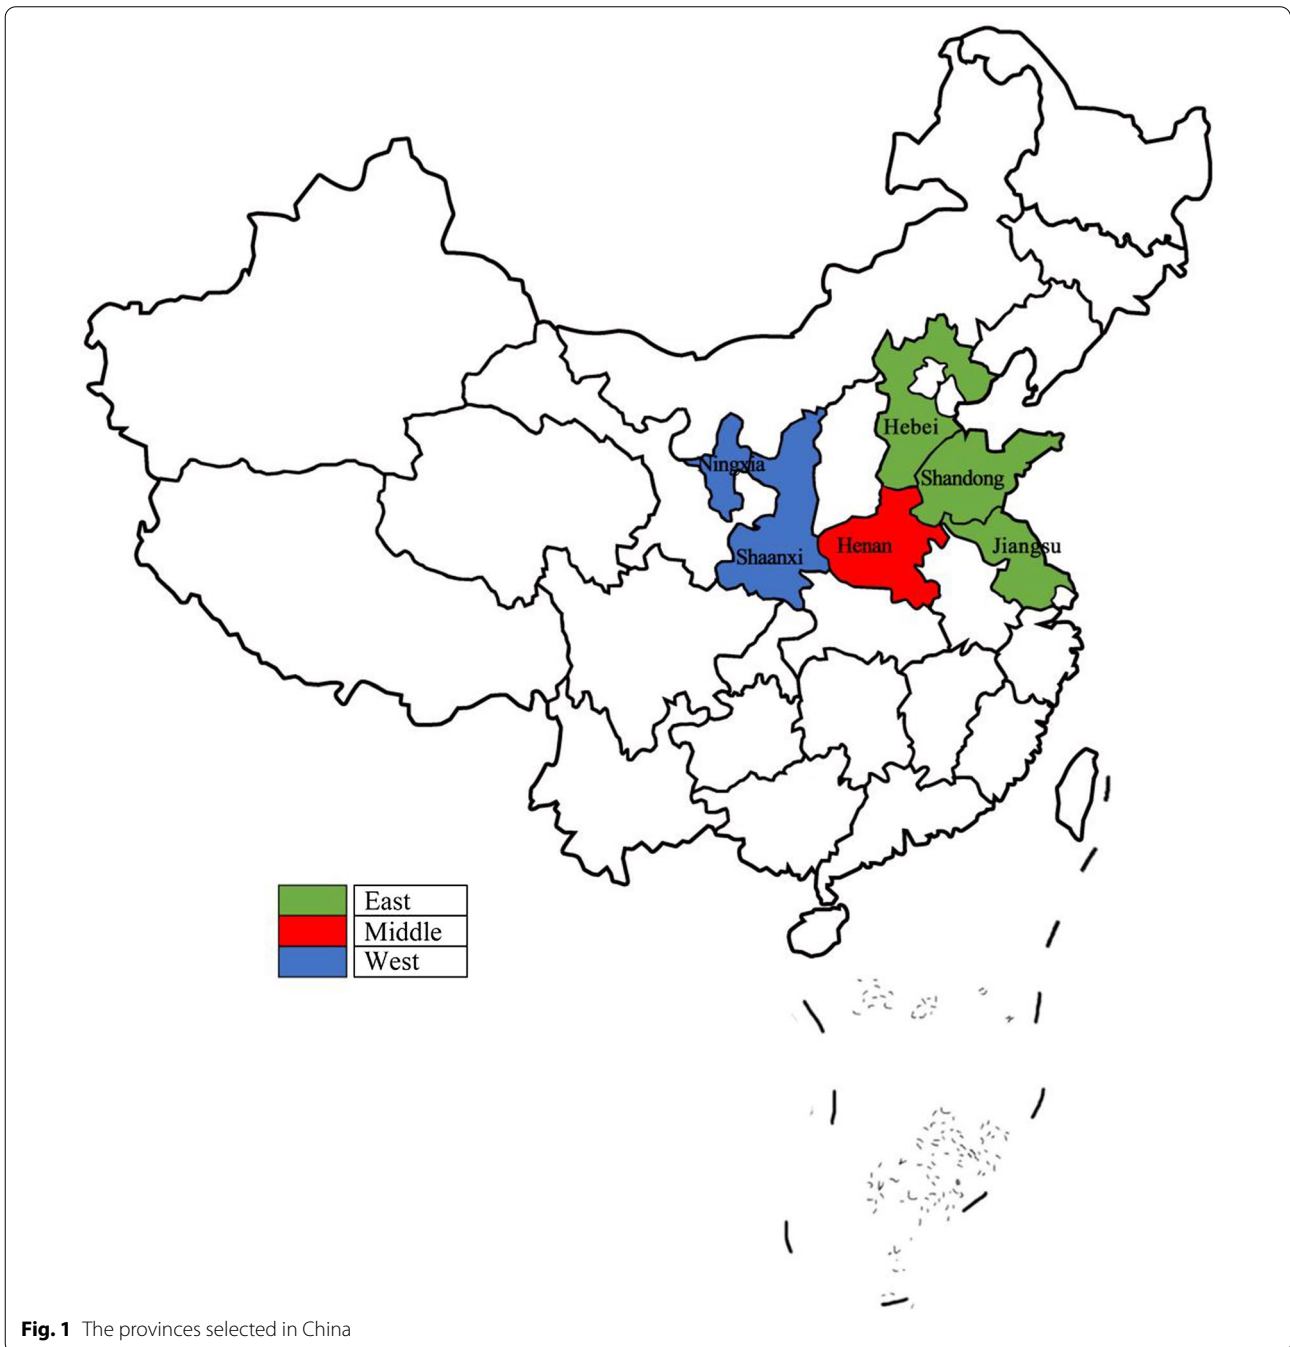 Hebei
Ningxia
Shandong
Henan
Jiangsu
Shaanxi
East
Middle
West
Fig. 1 The provinces selected in China